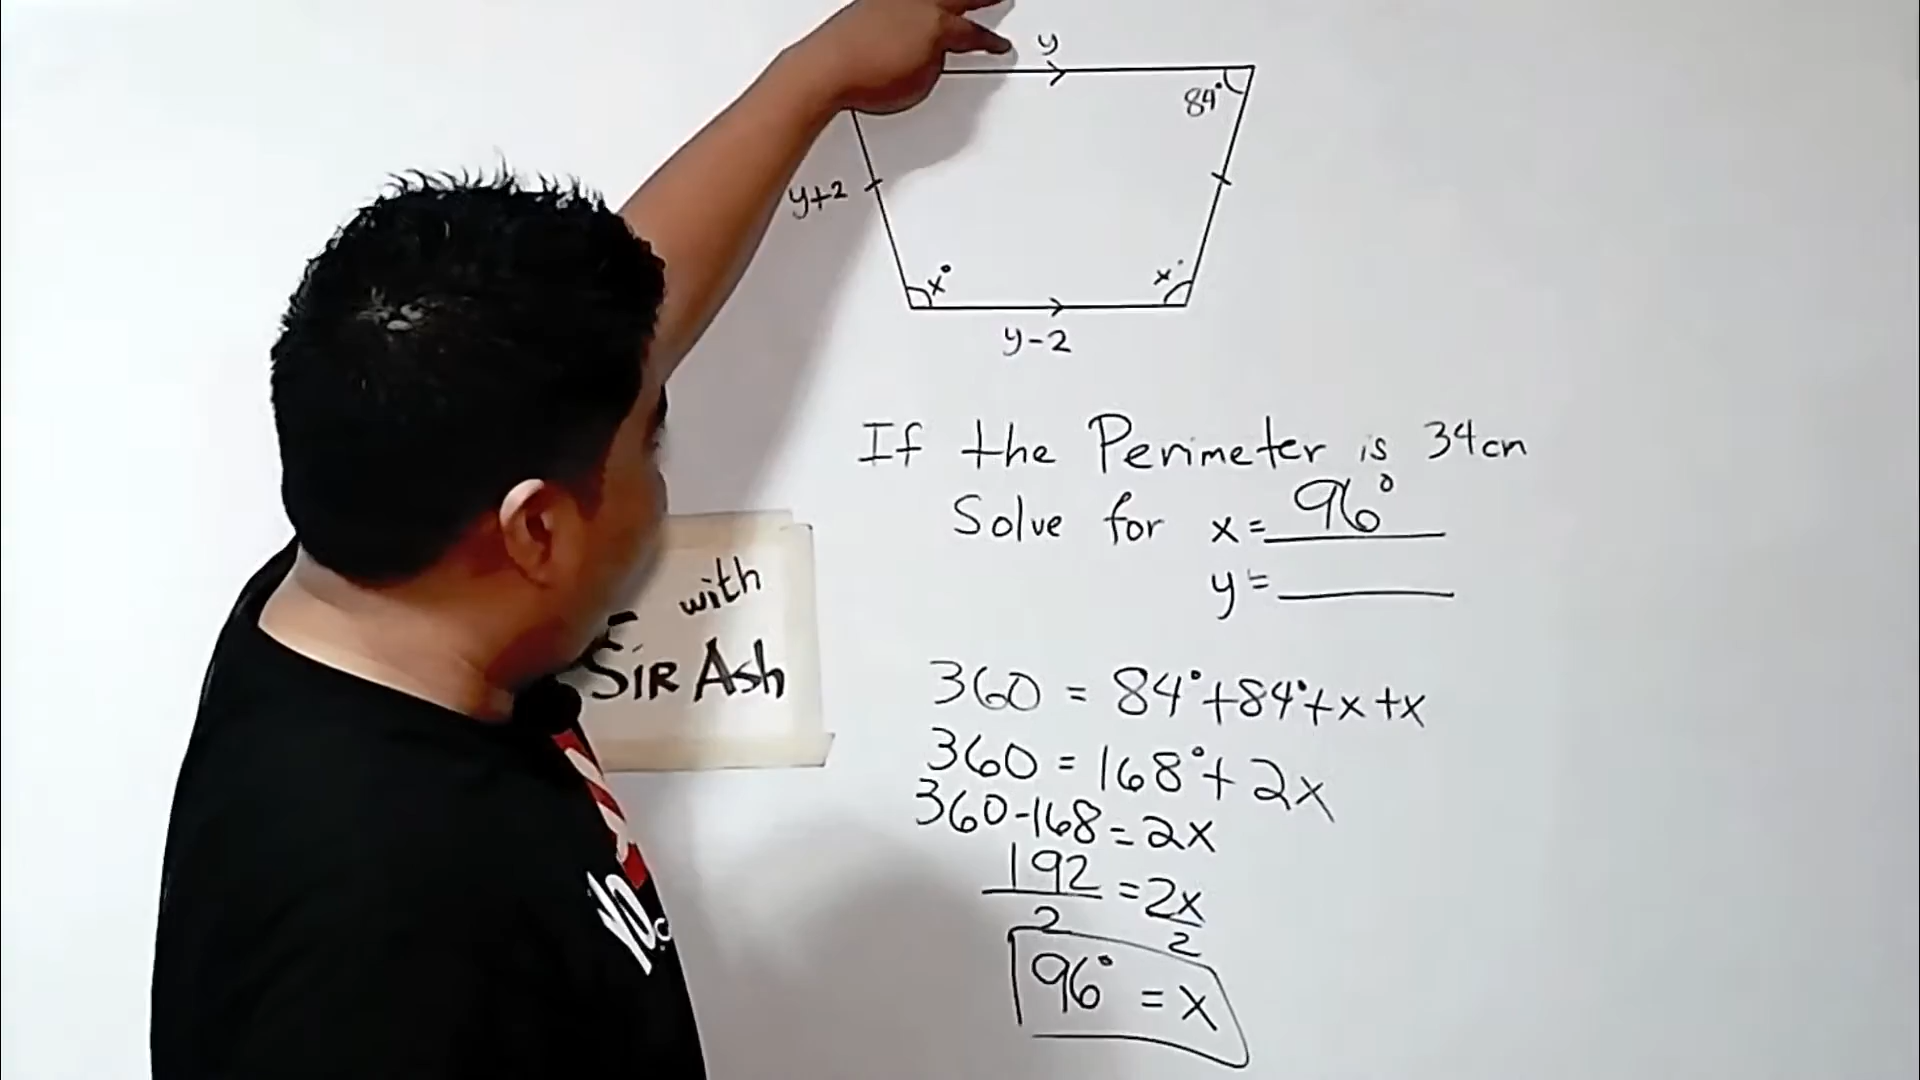 y
84°
y+2
x°
x°
y-2
If the Perimeter is 34cm
Solve for x= 96°
y=
with
Sir Ash
360 = 84°+84°+x+x
360 = 168°+2x
360-168=2x
192/2 = 2x/2
96° = x